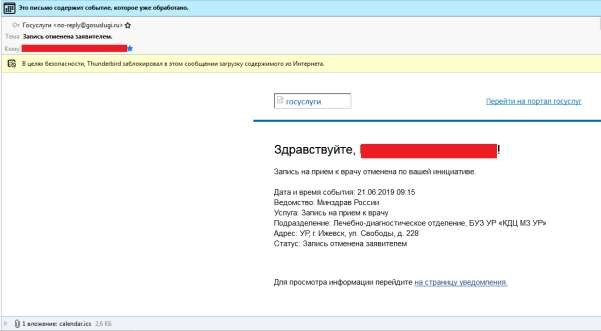 Это письмо содержит событие, которое уже обработано.
От Госуслуги <no-reply@gosuslugi.ru>
Тема Запись отменена заявителем.
Кому
В целях безопасности, Thunderbird заблокировал в этом сообщении загрузку содержимого из Интернета.
госуслуги
Перейти на портал госуслуг
Здравствуйте, !
Запись на прием к врачу отменена по вашей инициативе.
Дата и время события: 21.06.2019 09:15
Ведомство: Минздрав России
Услуга: Запись на прием к врачу
Подразделение: Лечебно-диагностическое отделение, БУЗ УР «КДЦ МЗ УР»
Адрес: УР, г. Ижевск, ул. Свободы, д. 228
Статус: Запись отменена заявителем
Для просмотра информации перейдите на страницу уведомления.
1 вложение: calendar.ics 2,6 КБ